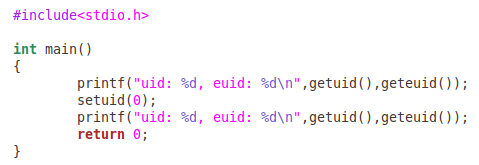 #include<stdio.h>

int main()
{
        printf("uid: %d, euid: %d\n",getuid(),geteuid());
        setuid(0);
        printf("uid: %d, euid: %d\n",getuid(),geteuid());
        return 0;
}